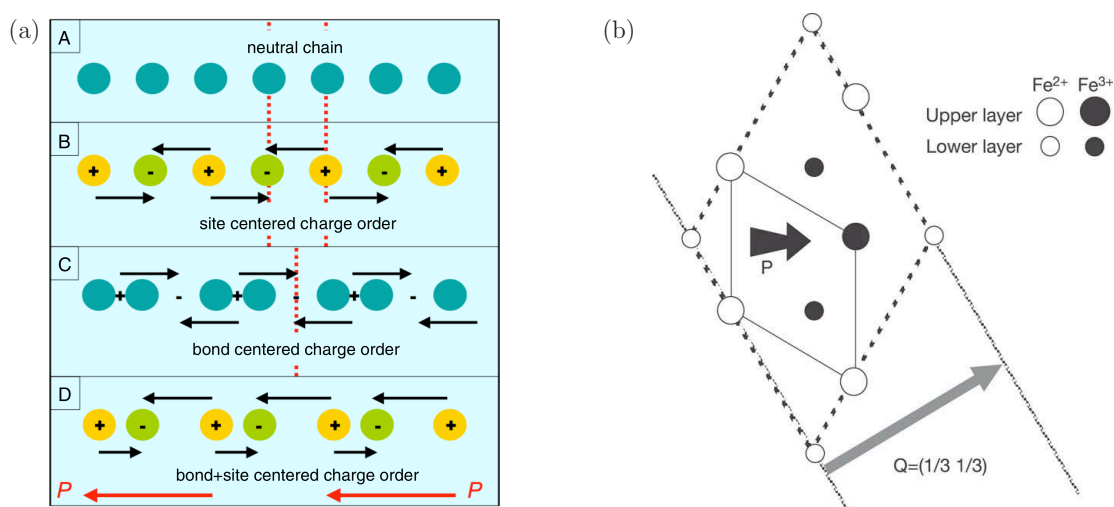 (a)
A
neutral chain
B
+ - + - + - +
site centered charge order
C
+ - + - + -
bond centered charge order
D
+ - + - + - +
bond+site centered charge order
P P
(b)
Fe2+ Fe3+
Upper layer
Lower layer
P
Q=(1/3 1/3)